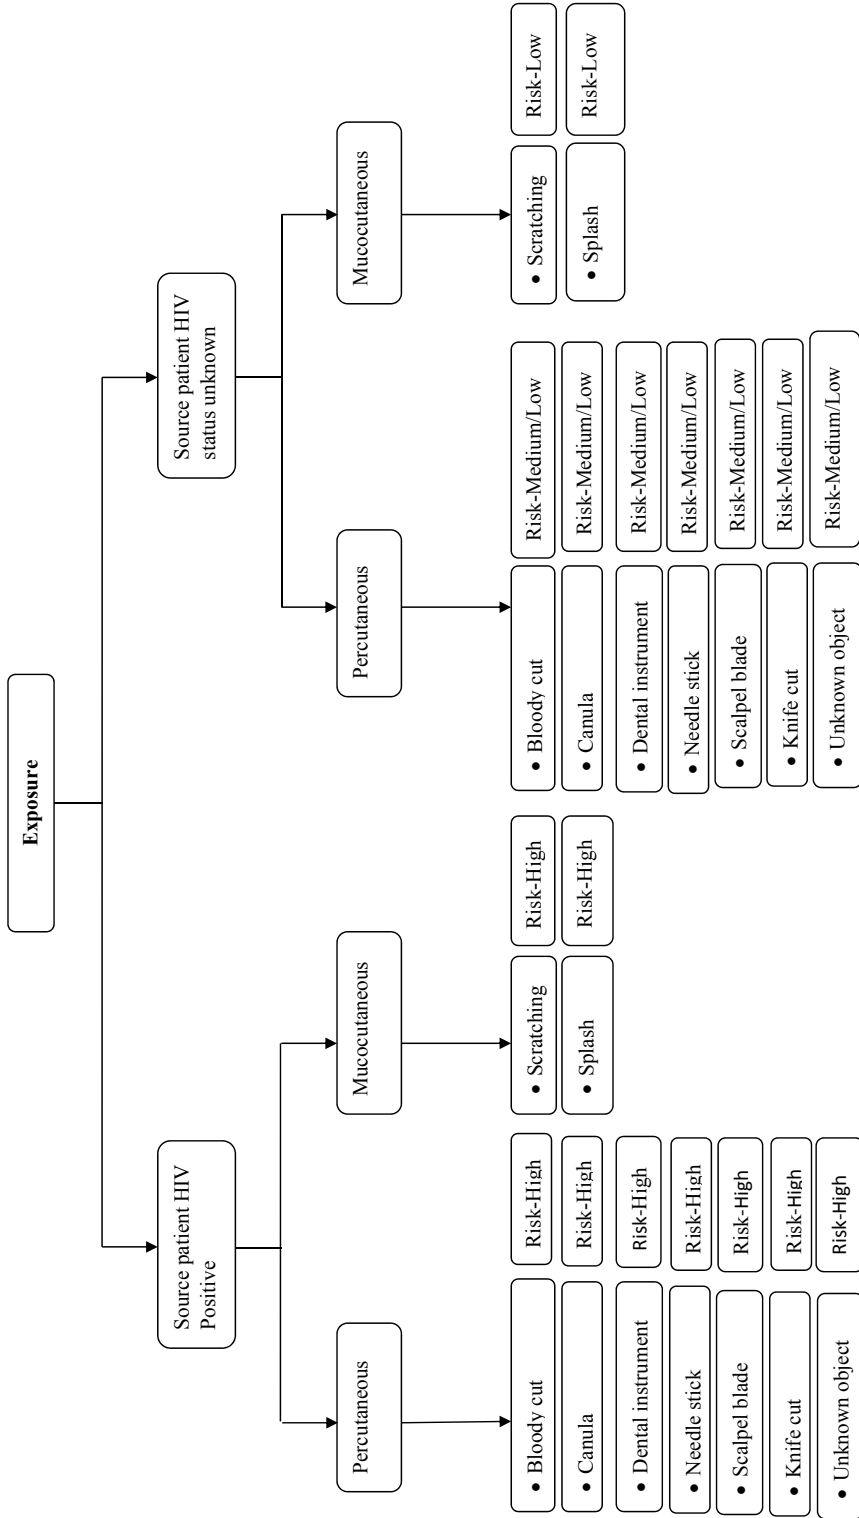 Exposure
Source patient HIV
Positive
Source patient HIV
status unknown
Percutaneous
Mucocutaneous
Percutaneous
Mucocutaneous
• Bloody cut
Risk-High
• Canula
Risk-High
• Dental instrument
Risk-High
• Needle stick
Risk-High
• Scalpel blade
Risk-High
• Knife cut
Risk-High
• Unknown object
Risk-High
• Scratching
Risk-High
• Splash
Risk-High
• Bloody cut
Risk-Medium/Low
• Canula
Risk-Medium/Low
• Dental instrument
Risk-Medium/Low
• Needle stick
Risk-Medium/Low
• Scalpel blade
Risk-Medium/Low
• Knife cut
Risk-Medium/Low
• Unknown object
Risk-Medium/Low
• Scratching
Risk-Low
• Splash
Risk-Low